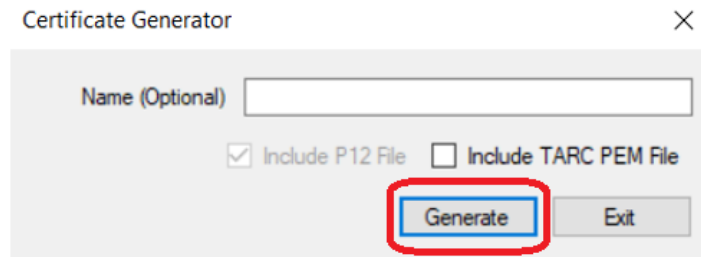 Certificate Generator
Name (Optional)
Include P12 File Include TARC PEM File
Generate Exit